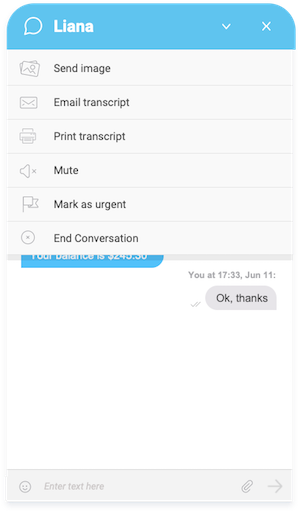 Liana
Send image
Email transcript
Print transcript
Mute
Mark as urgent
End Conversation
Your balance is $245.30
You at 17:33, Jun 11:
Ok, thanks
Enter text here